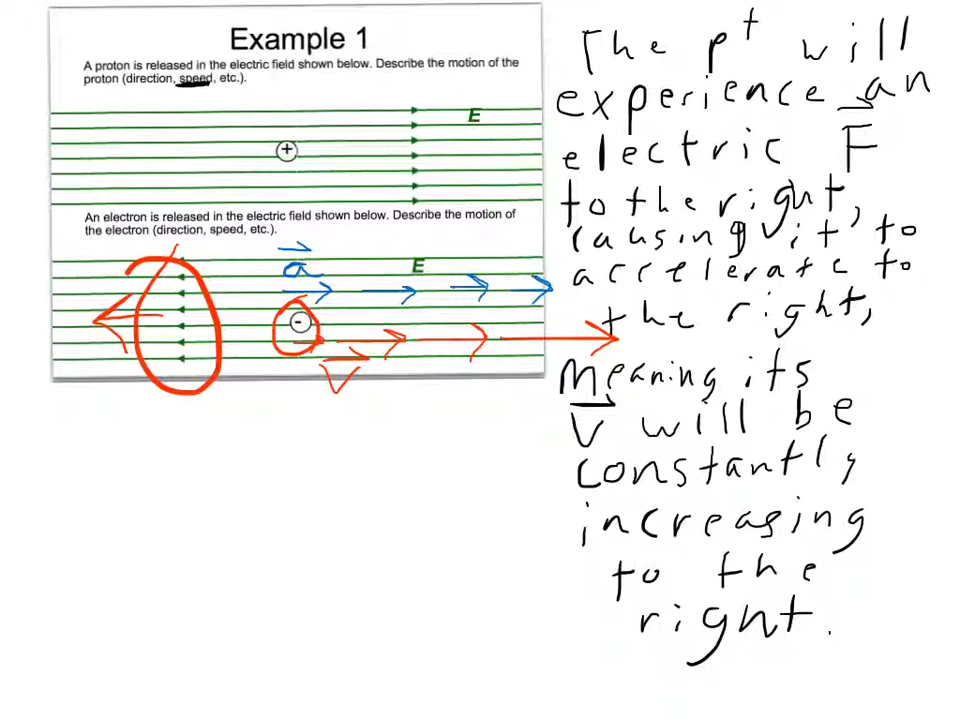 Example 1
A proton is released in the electric field shown below. Describe the motion of the
proton (direction, speed, etc.).
E
+
An electron is released in the electric field shown below. Describe the motion of
the electron (direction, speed, etc.).
a
E
-
V
The p+ will
experience an
electric F
to the right,
causing it to
accelerate to
the right,
Meaning its
V will be
constantly
increasing
to the
right.